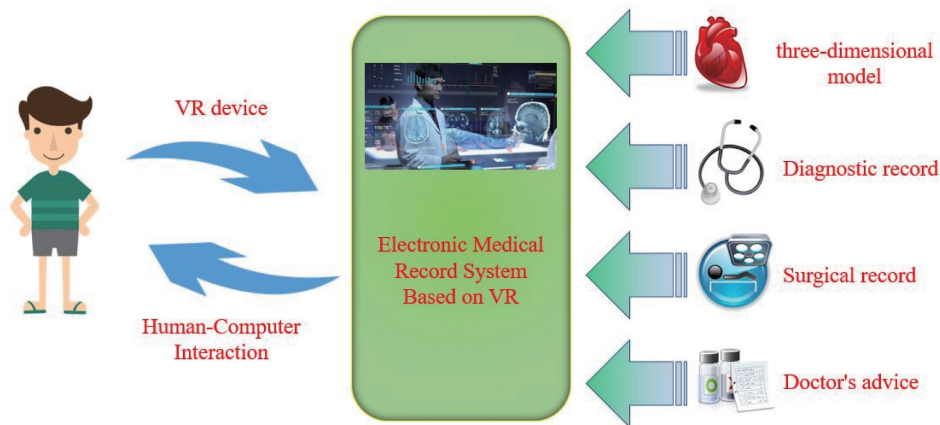 VR device
Human-Computer
Interaction
Electronic Medical
Record System
Based on VR
three-dimensional
model
Diagnostic record
Surgical record
Doctor's advice